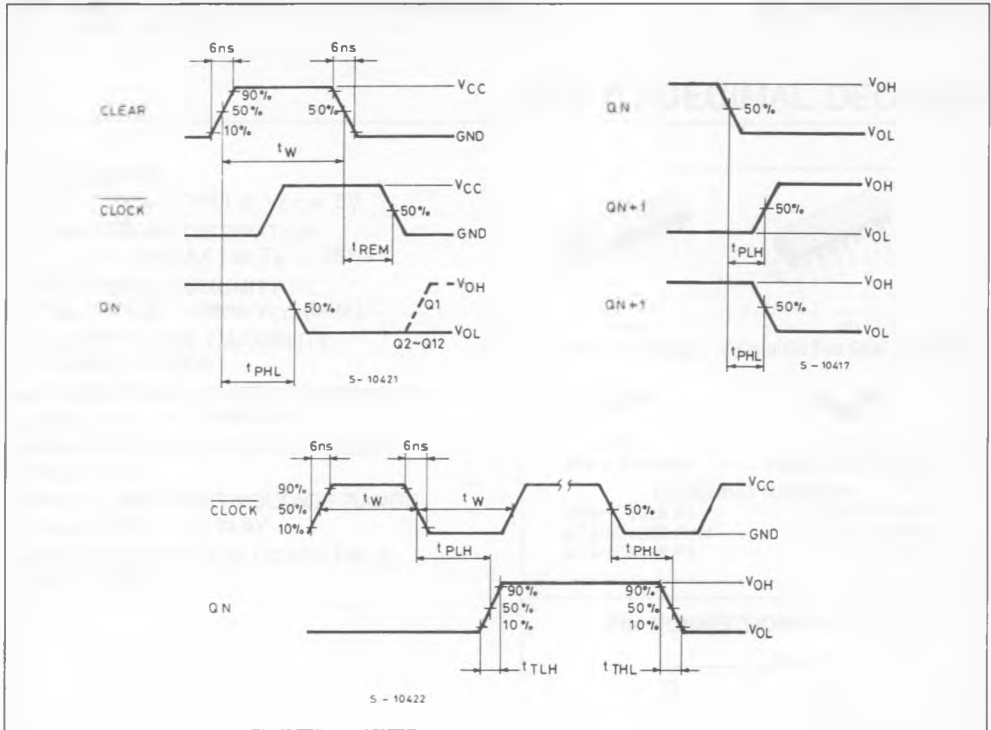 6ns 6ns
CLEAR
90%
50%
10%
50%
VCC
GND
tW
CLOCK
VCC
50%
GND
tREM
QN
50%
VOH
Q1
VOL
Q2~Q12
tPHL
S-10421
QN
VOH
50%
VOL
QN+1
VOH
50%
VOL
tPLH
QN+1
VOH
50%
VOL
tPHL
S-10417
6ns 6ns
CLOCK
90%
50%
10%
tW tW
50%
VCC
GND
tPLH
tPHL
QN
90%
50%
10%
90%
50%
10%
VOH
VOL
tTLH
tTHL
S-10422